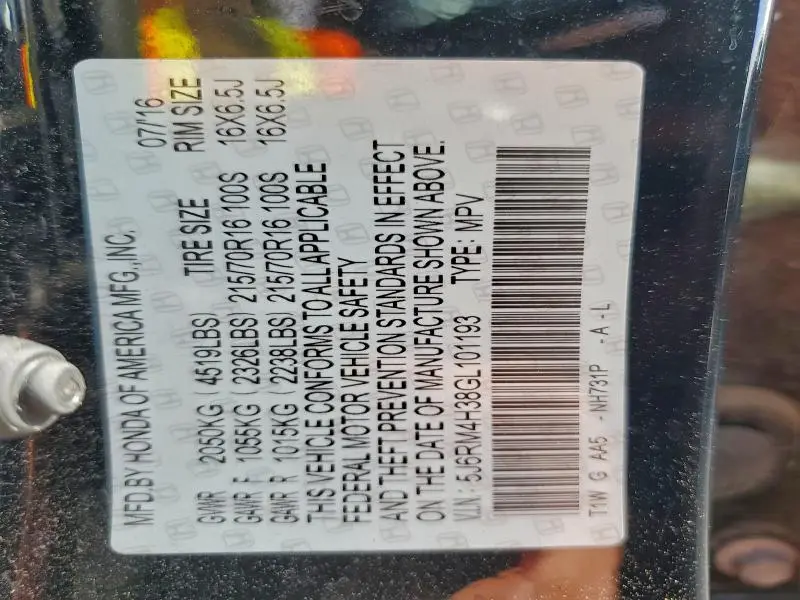 MFD.BY HONDA OF AMERICA MFG., INC. 07/16
GVWR 2050KG (4519LBS) TIRE SIZE RIM SIZE
GAWR F 1055KG (2326LBS) 215/70R16 100S 16X6.5J
GAWR R 1015KG (2238LBS) 215/70R16 100S 16X6.5J
THIS VEHICLE CONFORMS TO ALL APPLICABLE
FEDERAL MOTOR VEHICLE SAFETY
AND THEFT PREVENTION STANDARDS IN EFFECT
ON THE DATE OF MANUFACTURE SHOWN ABOVE.
V.I.N: 5J6RM4H38GL101193 TYPE: MPV
T1W G AA5 -NH731P -A -L